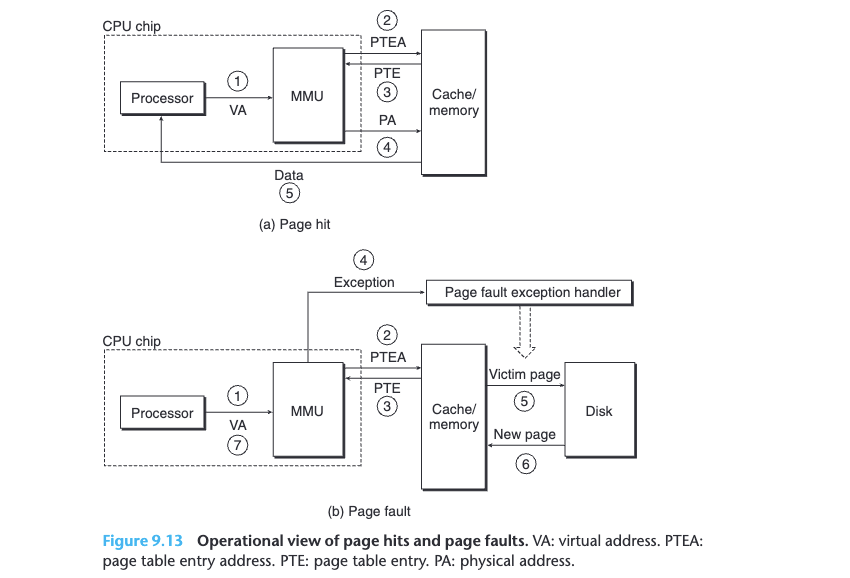 CPU chip
2
PTEA
1
PTE
Processor
MMU
3
Cache/
memory
VA
PA
4
Data
5
(a) Page hit
4
Exception
Page fault exception handler
CPU chip
2
PTEA
Victim page
1
PTE
5
Processor
MMU
3
Cache/
memory
Disk
VA
7
New page
6
(b) Page fault
Figure 9.13 Operational view of page hits and page faults. VA: virtual address. PTEA:
page table entry address. PTE: page table entry. PA: physical address.